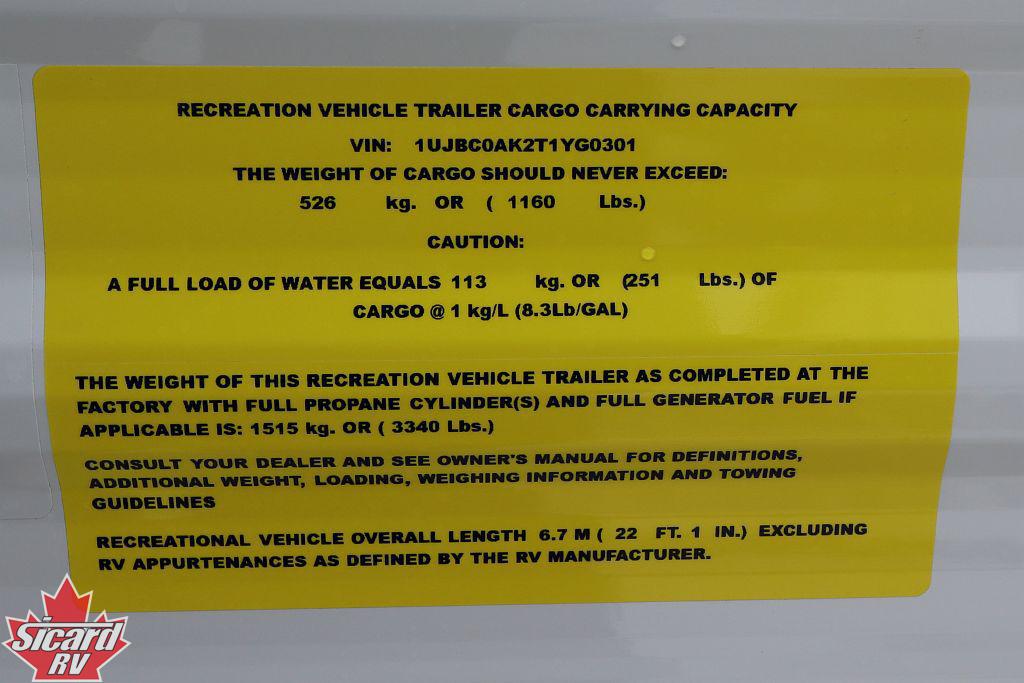 RECREATION VEHICLE TRAILER CARGO CARRYING CAPACITY
VIN: 1UJBC0AK2T1YG0301
THE WEIGHT OF CARGO SHOULD NEVER EXCEED:
526 kg. OR ( 1160 Lbs.)
CAUTION:
A FULL LOAD OF WATER EQUALS 113 kg. OR (251 Lbs.) OF
CARGO @ 1 kg/L (8.3Lb/GAL)
THE WEIGHT OF THIS RECREATION VEHICLE TRAILER AS COMPLETED AT THE
FACTORY WITH FULL PROPANE CYLINDER(S) AND FULL GENERATOR FUEL IF
APPLICABLE IS: 1515 kg. OR ( 3340 Lbs.)
CONSULT YOUR DEALER AND SEE OWNER'S MANUAL FOR DEFINITIONS,
ADDITIONAL WEIGHT, LOADING, WEIGHING INFORMATION AND TOWING
GUIDELINES
RECREATIONAL VEHICLE OVERALL LENGTH 6.7 M ( 22 FT. 1 IN.) EXCLUDING
RV APPURTENANCES AS DEFINED BY THE RV MANUFACTURER.
Sicard
RV